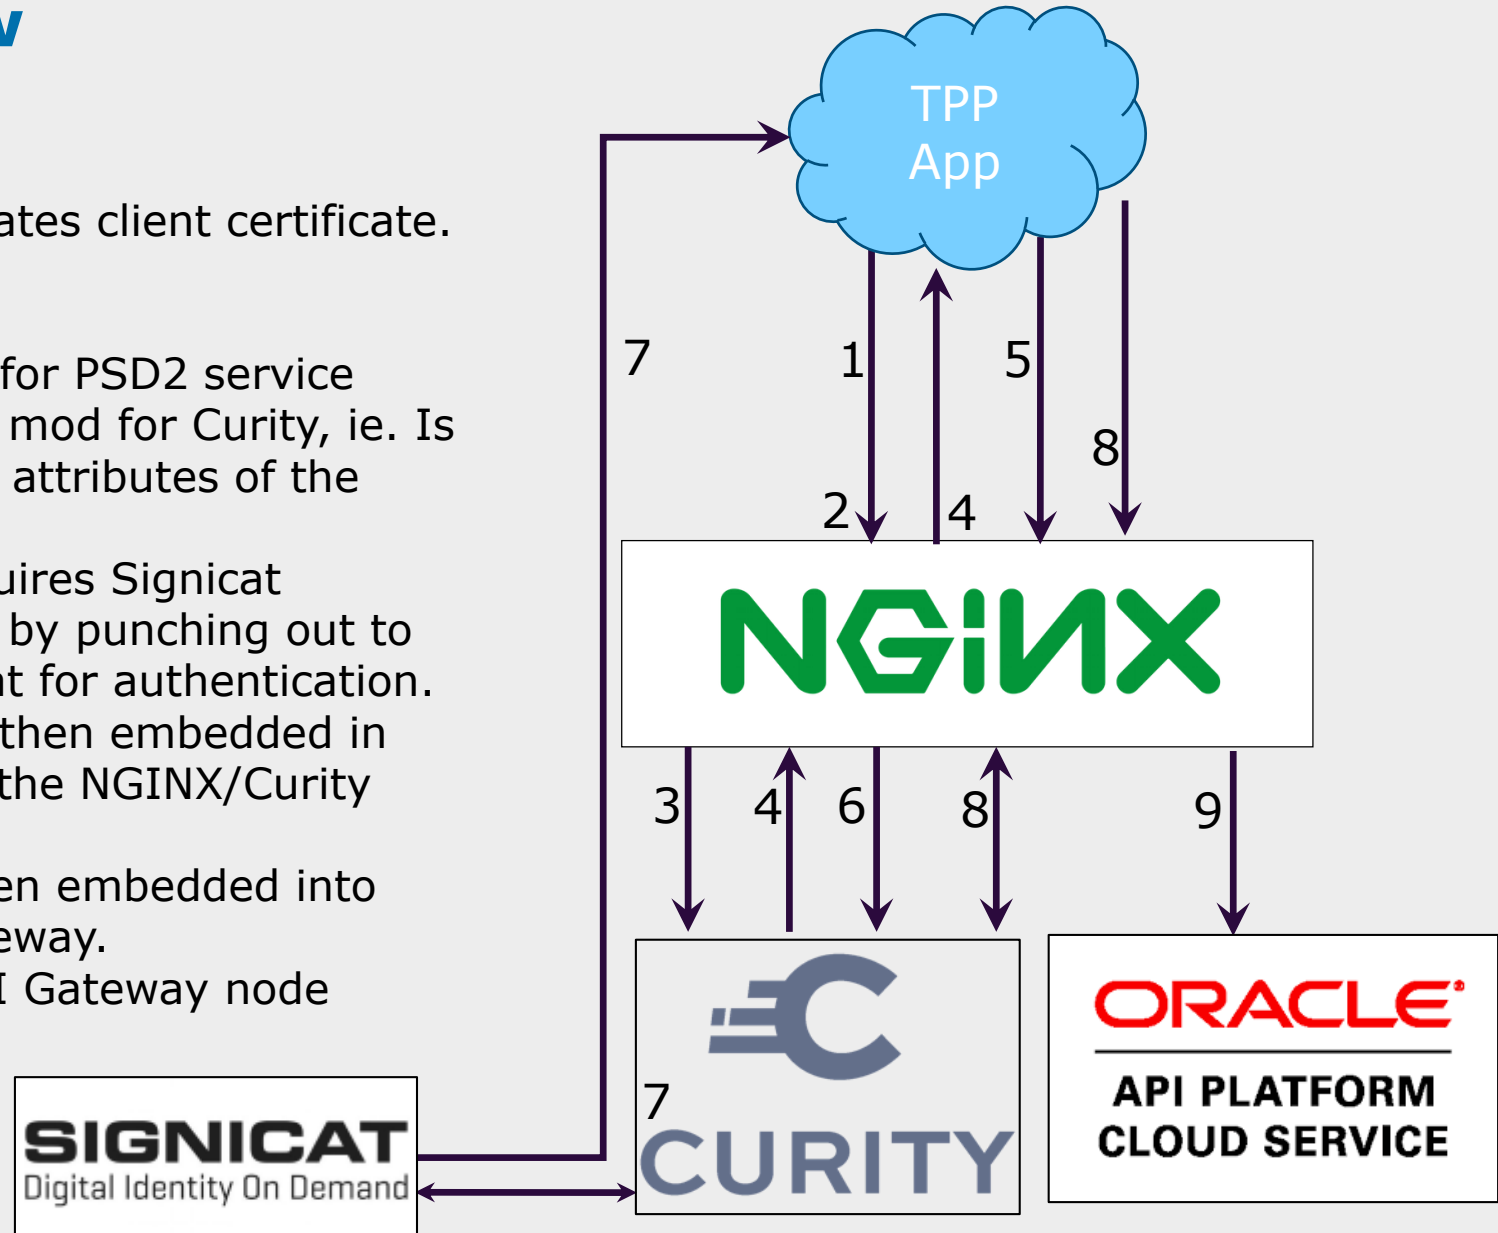 w
ates client certificate.
for PSD2 service
mod for Curity, ie. Is
attributes of the
uires Signicat
by punching out to
at for authentication.
then embedded in
the NGINX/Curity
en embedded into
eway.
I Gateway node
TPP
App
7
1
5
8
2
4
NGINX
3
4
6
8
9
7
CURITY
ORACLE
API PLATFORM
CLOUD SERVICE
SIGNICAT
Digital Identity On Demand